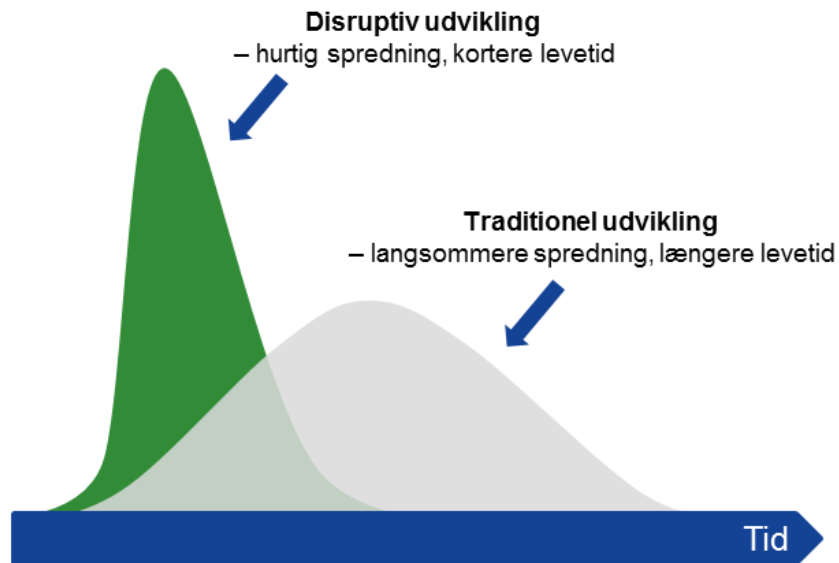 Disruptiv udvikling
– hurtig spredning, kortere levetid
Traditionel udvikling
– langsommere spredning, længere levetid
Tid